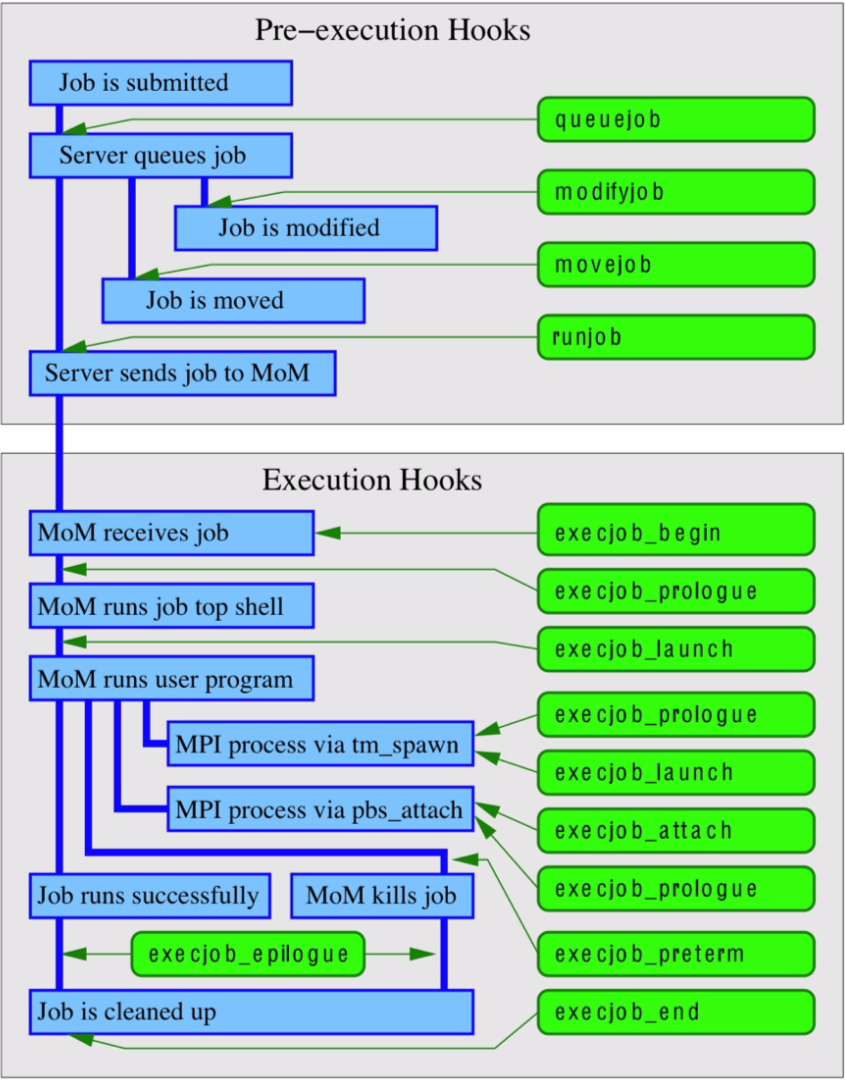 Pre−execution Hooks
Job is submitted
queuejob
Server queues job
modifyjob
Job is modified
movejob
Job is moved
runjob
Server sends job to MoM
Execution Hooks
MoM receives job
execjob_begin
execjob_prologue
MoM runs job top shell
execjob_launch
MoM runs user program
execjob_prologue
MPI process via tm_spawn
execjob_launch
MPI process via pbs_attach
execjob_attach
execjob_prologue
Job runs successfully
MoM kills job
execjob_epilogue
execjob_preterm
Job is cleaned up
execjob_end